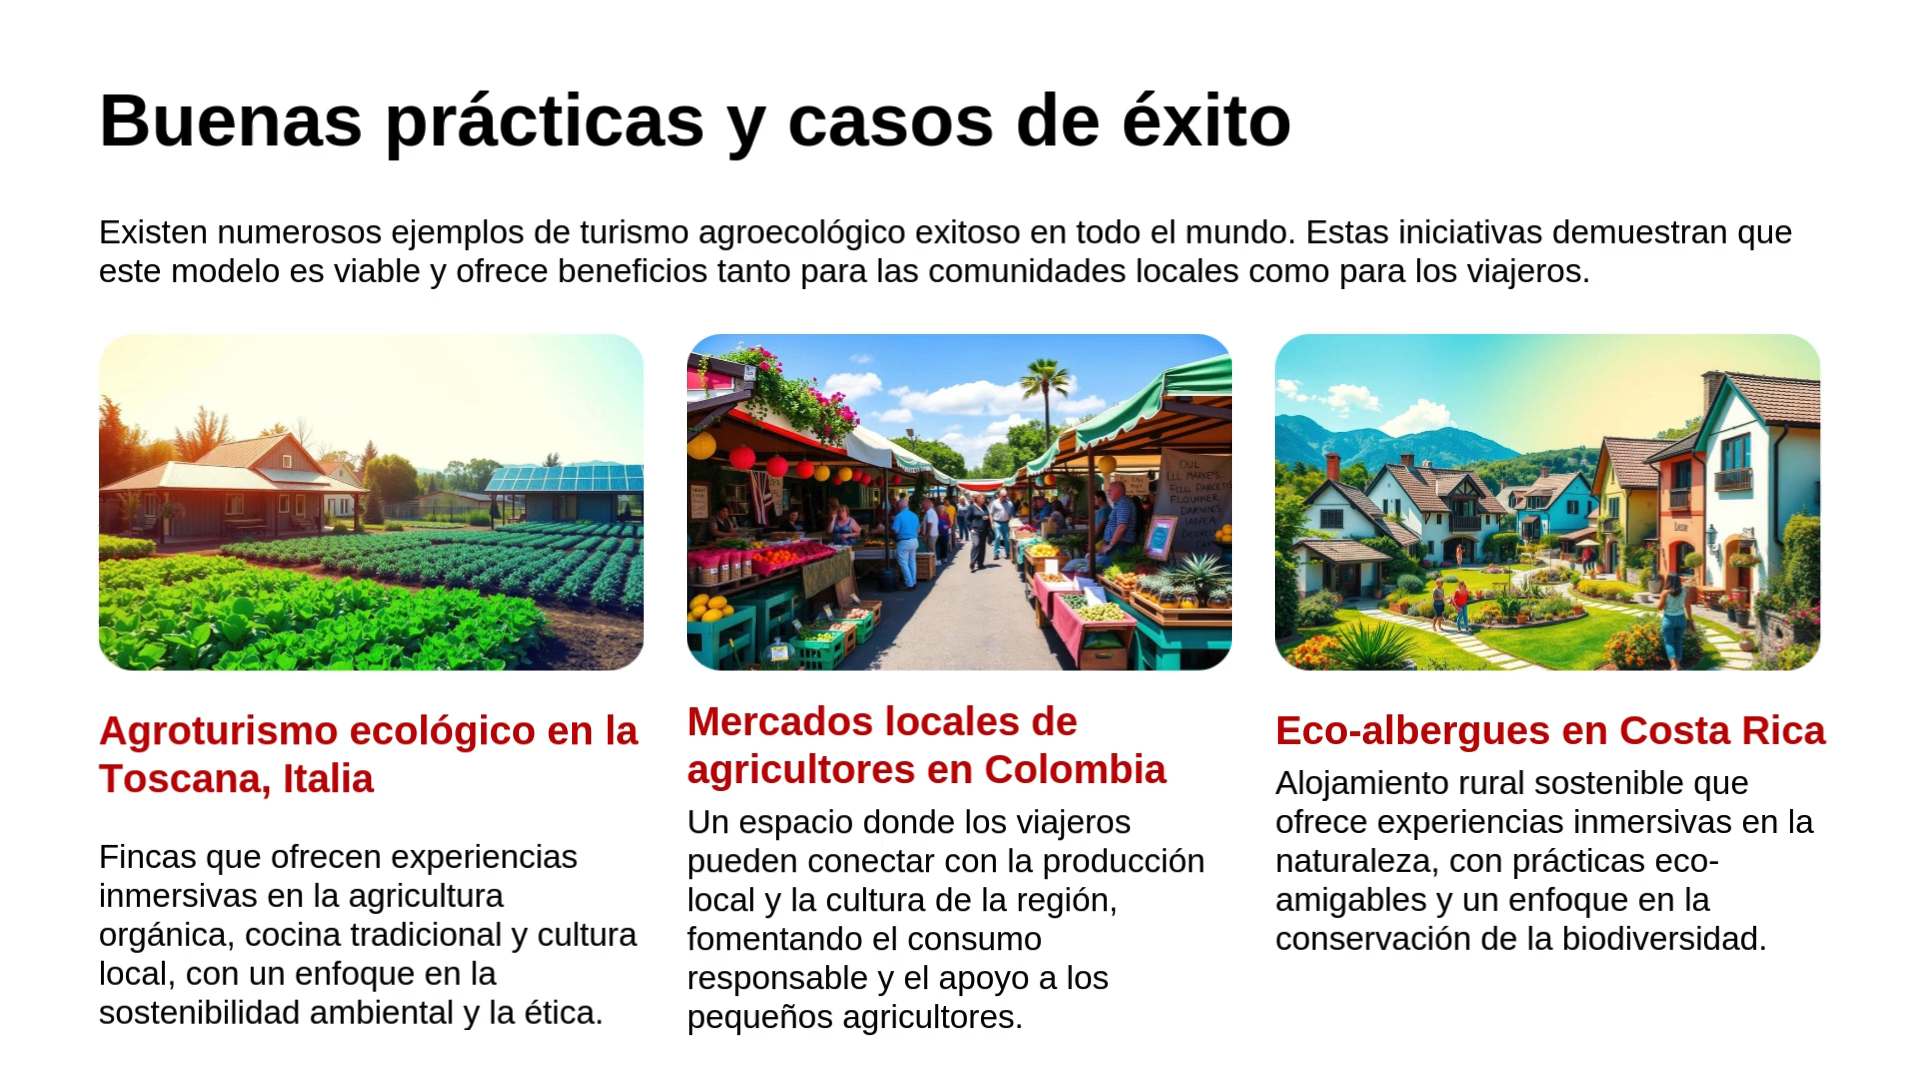 Buenas prácticas y casos de éxito
Existen numerosos ejemplos de turismo agroecológico exitoso en todo el mundo. Estas iniciativas demuestran que
este modelo es viable y ofrece beneficios tanto para las comunidades locales como para los viajeros.
Agroturismo ecológico en la
Toscana, Italia
Fincas que ofrecen experiencias
inmersivas en la agricultura
orgánica, cocina tradicional y cultura
local, con un enfoque en la
sostenibilidad ambiental y la ética.
Mercados locales de
agricultores en Colombia
Un espacio donde los viajeros
pueden conectar con la producción
local y la cultura de la región,
fomentando el consumo
responsable y el apoyo a los
pequeños agricultores.
Eco-albergues en Costa Rica
Alojamiento rural sostenible que
ofrece experiencias inmersivas en la
naturaleza, con prácticas eco-
amigables y un enfoque en la
conservación de la biodiversidad.